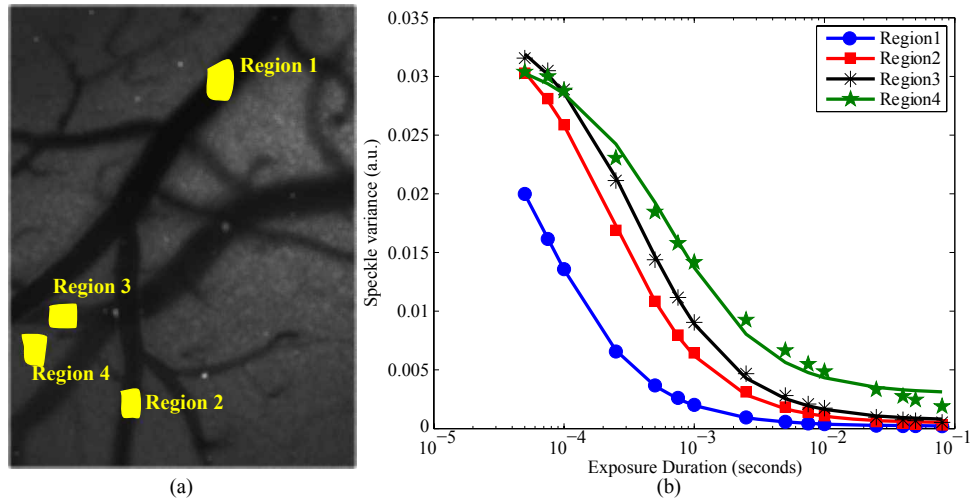 Region 1
Region 3
Region 4
Region 2
(a)
Speckle variance (a.u.)
0.035
0.03
0.025
0.02
0.015
0.01
0.005
0
10^-5
10^-4
10^-3
10^-2
10^-1
Exposure Duration (seconds)
Region1
Region2
Region3
Region4
(b)